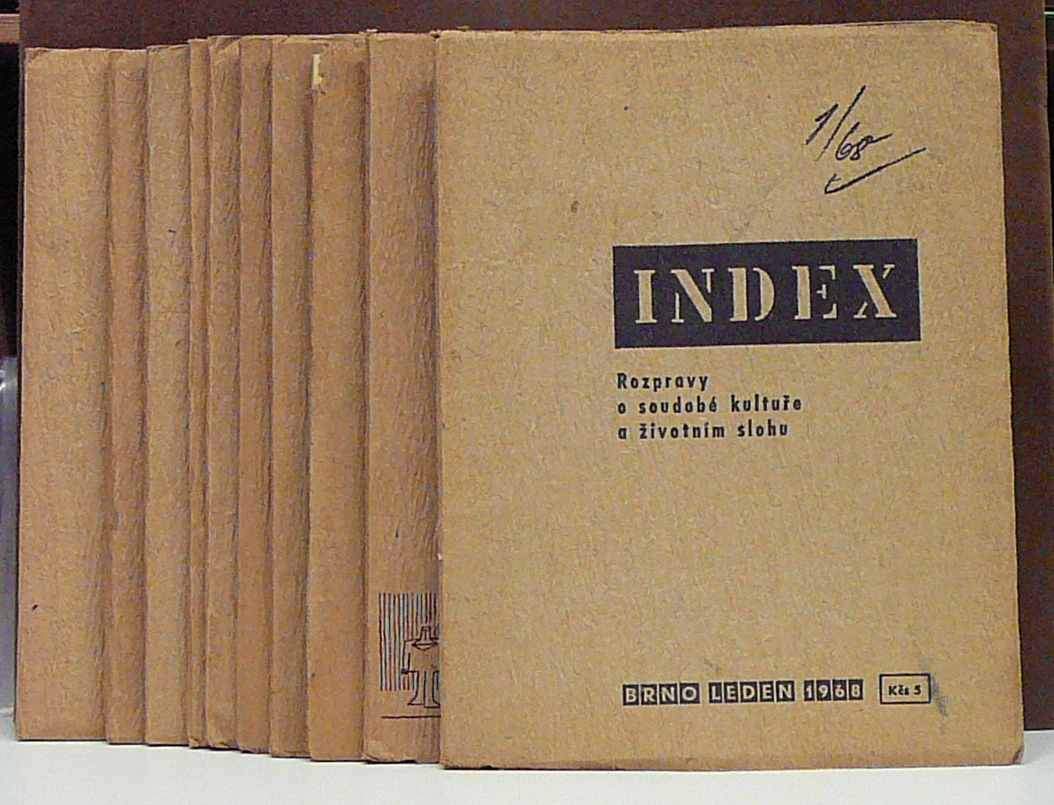 1/68
INDEX
Rozpravy
o soudobé kultuře
a životním slohu
BRNO LEDEN 1968 Kčs 5